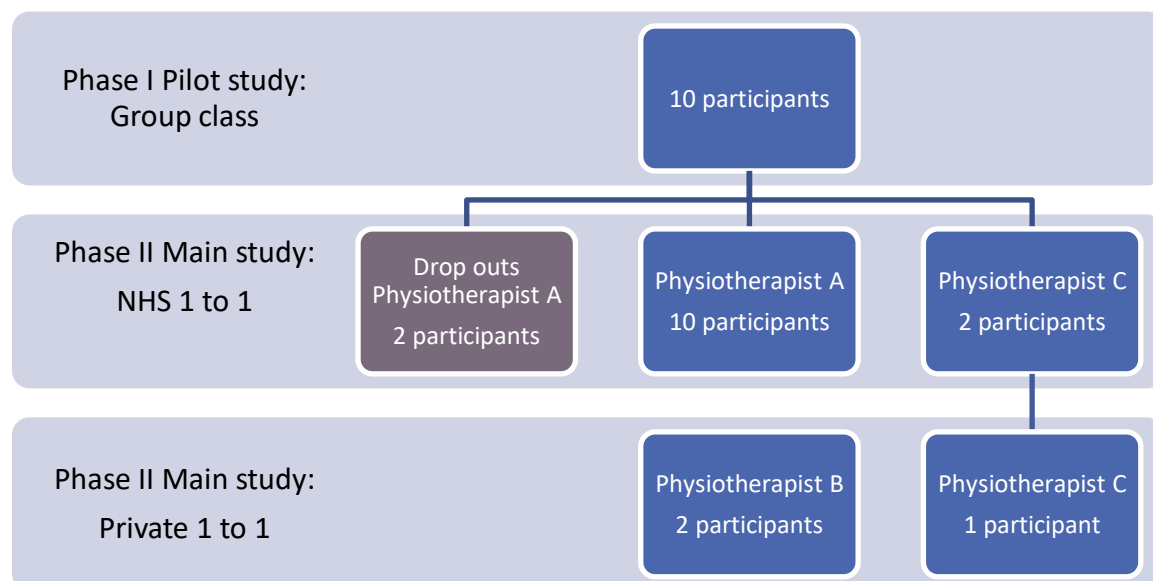 Phase I Pilot study:
Group class
10 participants
Phase II Main study:
NHS 1 to 1
Drop outs
Physiotherapist A
2 participants
Physiotherapist A
10 participants
Physiotherapist C
2 participants
Phase II Main study:
Private 1 to 1
Physiotherapist B
2 participants
Physiotherapist C
1 participant